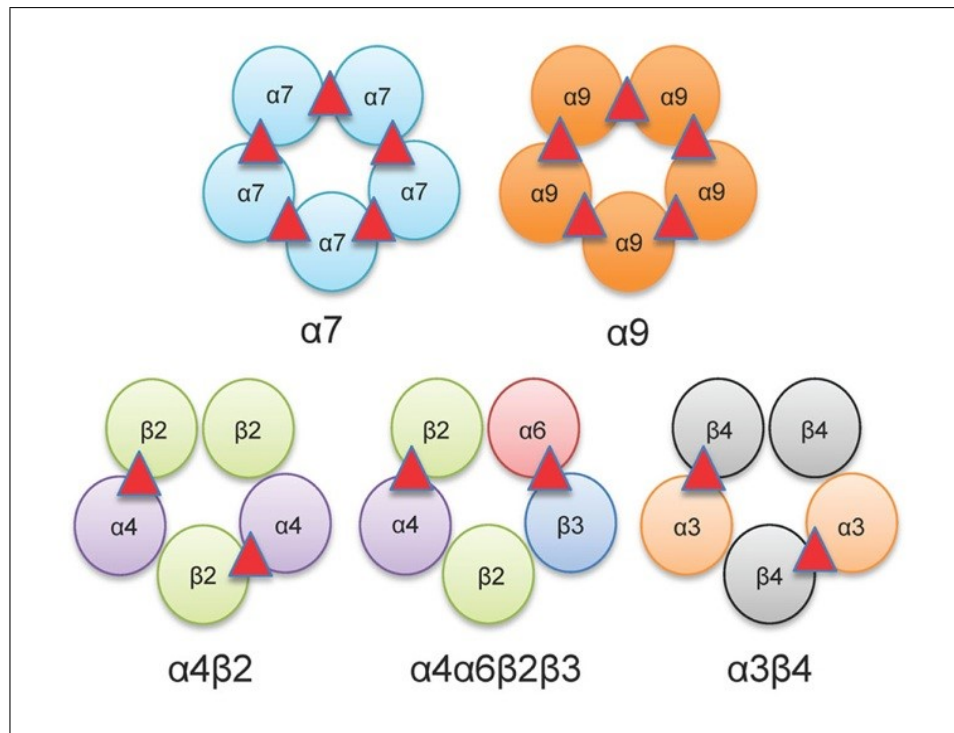 α7 α7 α9 α9
α7 α7 α9 α9
α7 α9
α7 α9
β2 β2 β2 α6 β4 β4
α4 α4 α4 β3 α3 α3
β2 β2 β4
α4β2 α4α6β2β3 α3β4